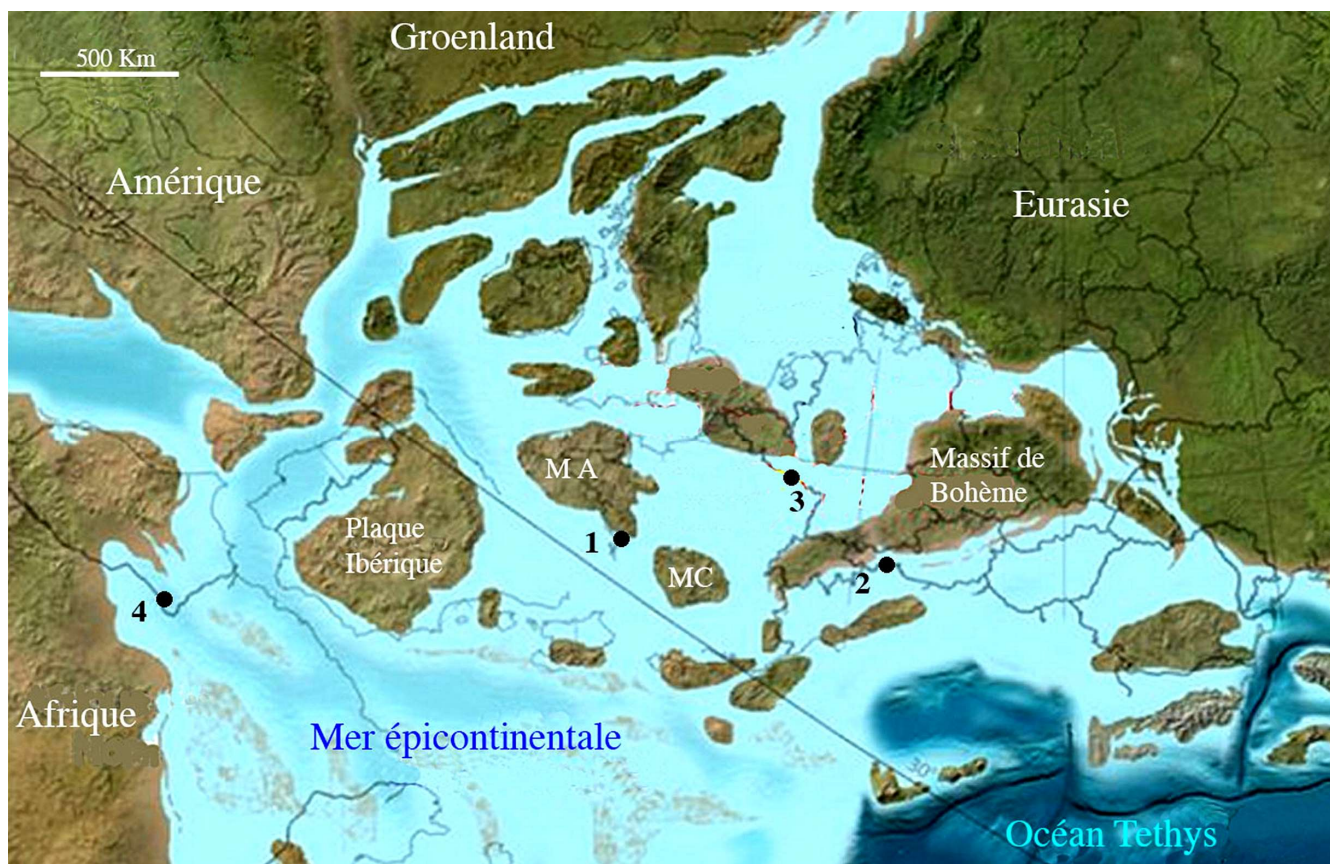 Groenland
500 Km
Amérique
Eurasie
M A
Massif de
Bohème
3
Plaque
Ibérique
1
MC
2
4
Afrique
Mer épicontinentale
30°
Océan Tethys